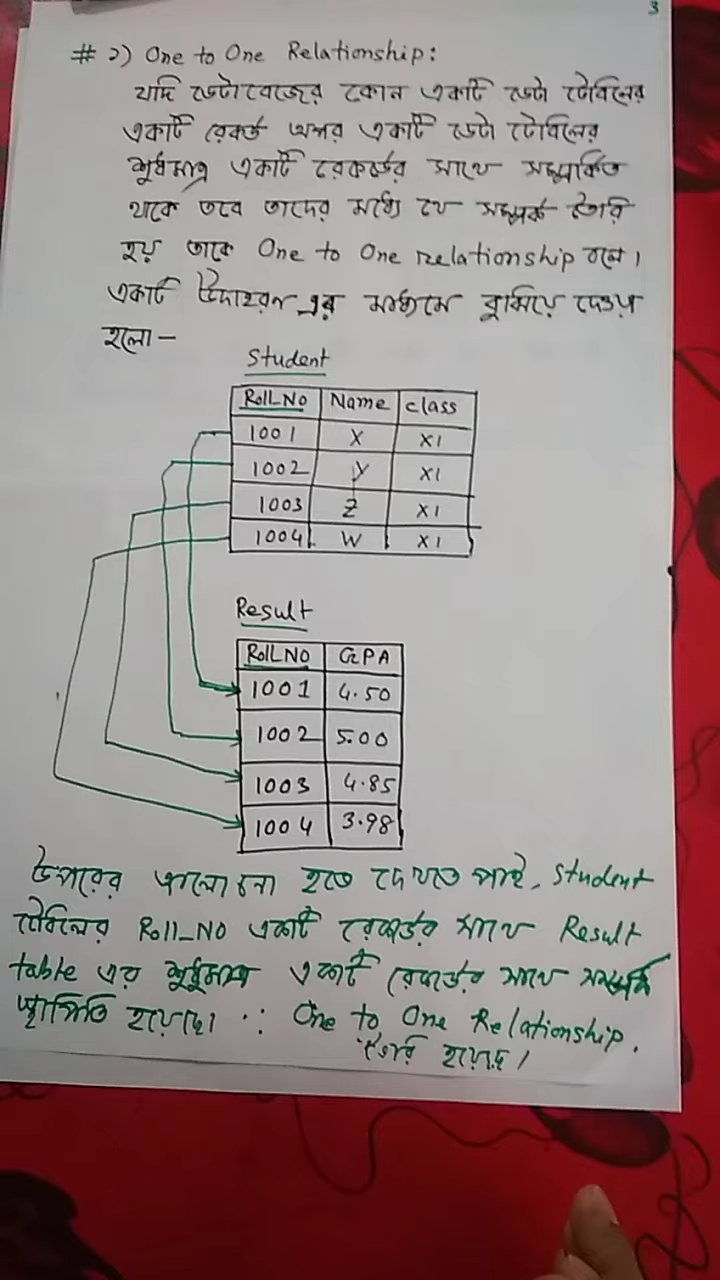 3
# ১) One to One Relationship:
যদি ডেটাবেজের কোন একটি ডেটা টেবিলের
একটি রেকর্ড অপর একটি ডেটা টেবিলের
শুধুমাত্র একটি রেকর্ডের সাথে সম্পর্কিত
থাকে তবে তাদের মধ্যে যে সম্পর্ক তৈরি
হয় তাকে One to One Relationship বলে।
একটি উদাহরন এর মাধ্যমে বুঝিয়ে দেওয়া
হলো –
Student
Roll_No Name class
1001 X XI
1002 Y XI
1003 Z XI
1004 W XI
Result
Roll_NO GPA
1001 4.50
1002 5.00
1003 4.85
1004 3.98
উপরের আলোচনা হতে দেখতে পাই, Student
টেবিলের Roll_NO একটি রেকর্ডের সাথে Result
table এর শুধুমাত্র একটি রেকর্ডের সাথে সম্পর্ক
স্থাপিত হয়েছে। ∴ One to One Relationship.
তৈরি হয়েছে।